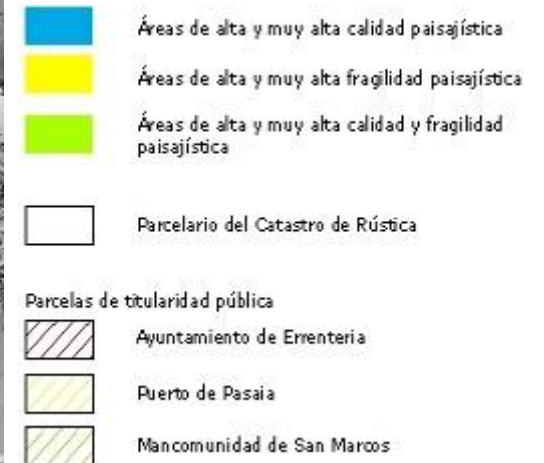 Áreas de alta y muy alta calidad paisajística
Áreas de alta y muy alta fragilidad paisajística
Áreas de alta y muy alta calidad y fragilidad
paisajística
Parcelario del Catastro de Rústica
Parcelas de titularidad pública
Ayuntamiento de Errenteria
Puerto de Pasaia
Mancomunidad de San Marcos